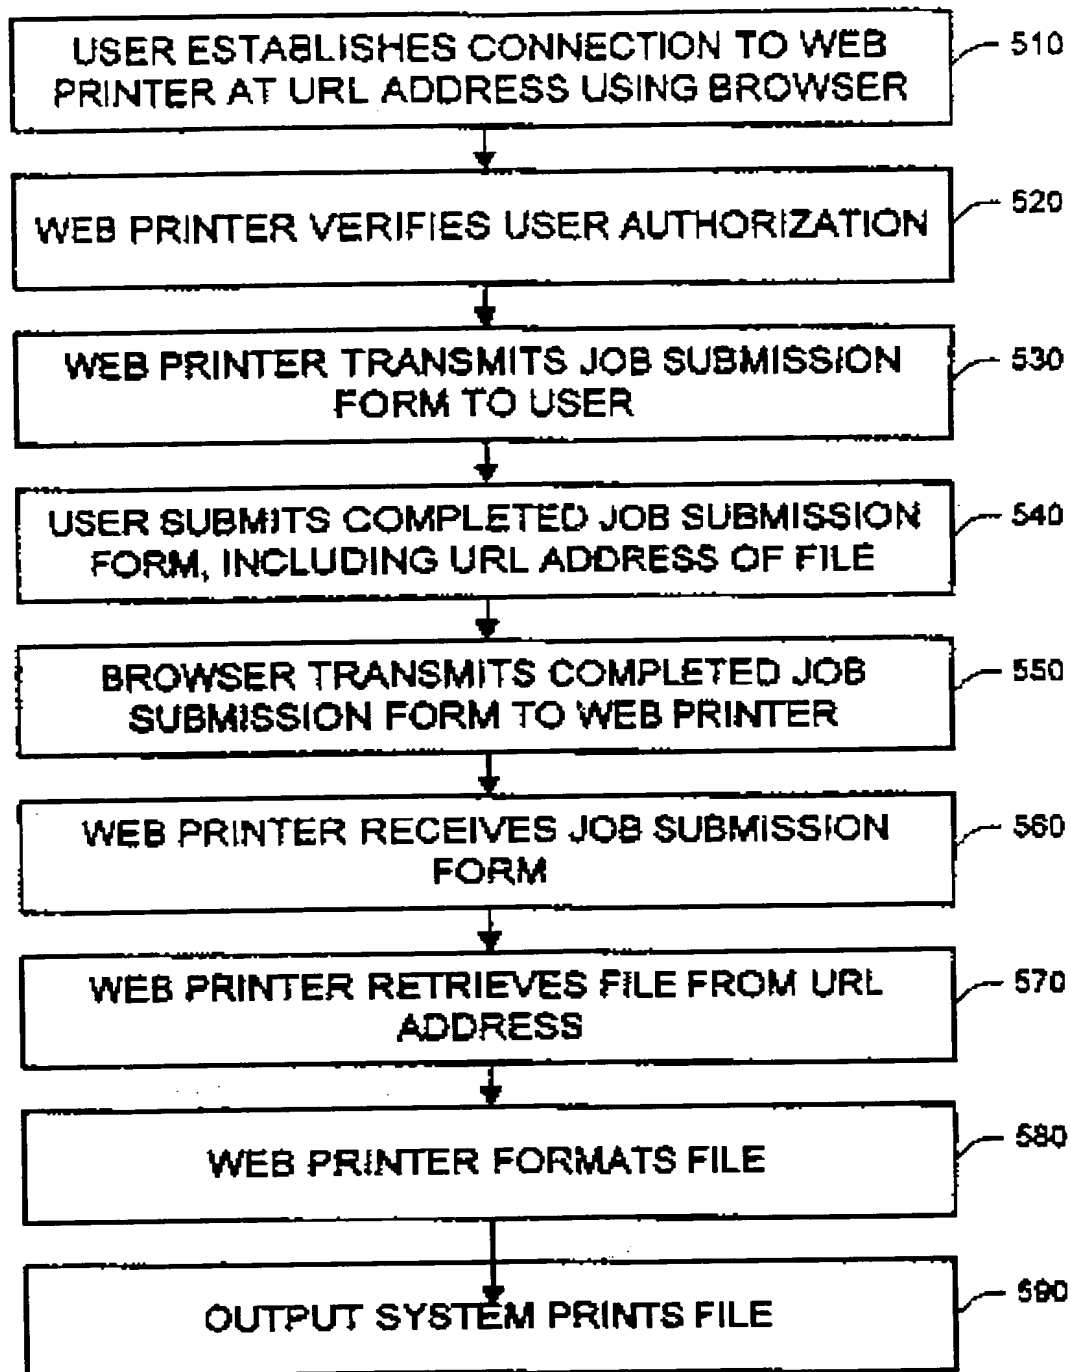 USER ESTABLISHES CONNECTION TO WEB
PRINTER AT URL ADDRESS USING BROWSER
510
WEB PRINTER VERIFIES USER AUTHORIZATION
520
WEB PRINTER TRANSMITS JOB SUBMISSION
FORM TO USER
530
USER SUBMITS COMPLETED JOB SUBMISSION
FORM, INCLUDING URL ADDRESS OF FILE
540
BROWSER TRANSMITS COMPLETED JOB
SUBMISSION FORM TO WEB PRINTER
550
WEB PRINTER RECEIVES JOB SUBMISSION
FORM
560
WEB PRINTER RETRIEVES FILE FROM URL
ADDRESS
570
WEB PRINTER FORMATS FILE
580
OUTPUT SYSTEM PRINTS FILE
590